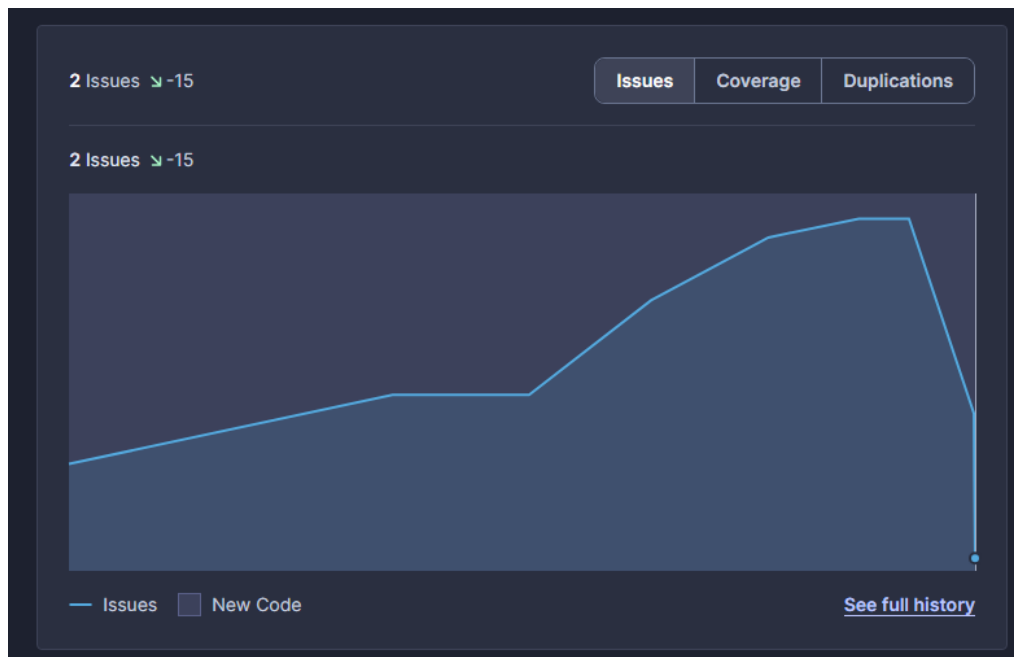 2 Issues ↘ -15
Issues Coverage Duplications
2 Issues ↘ -15
Issues New Code See full history